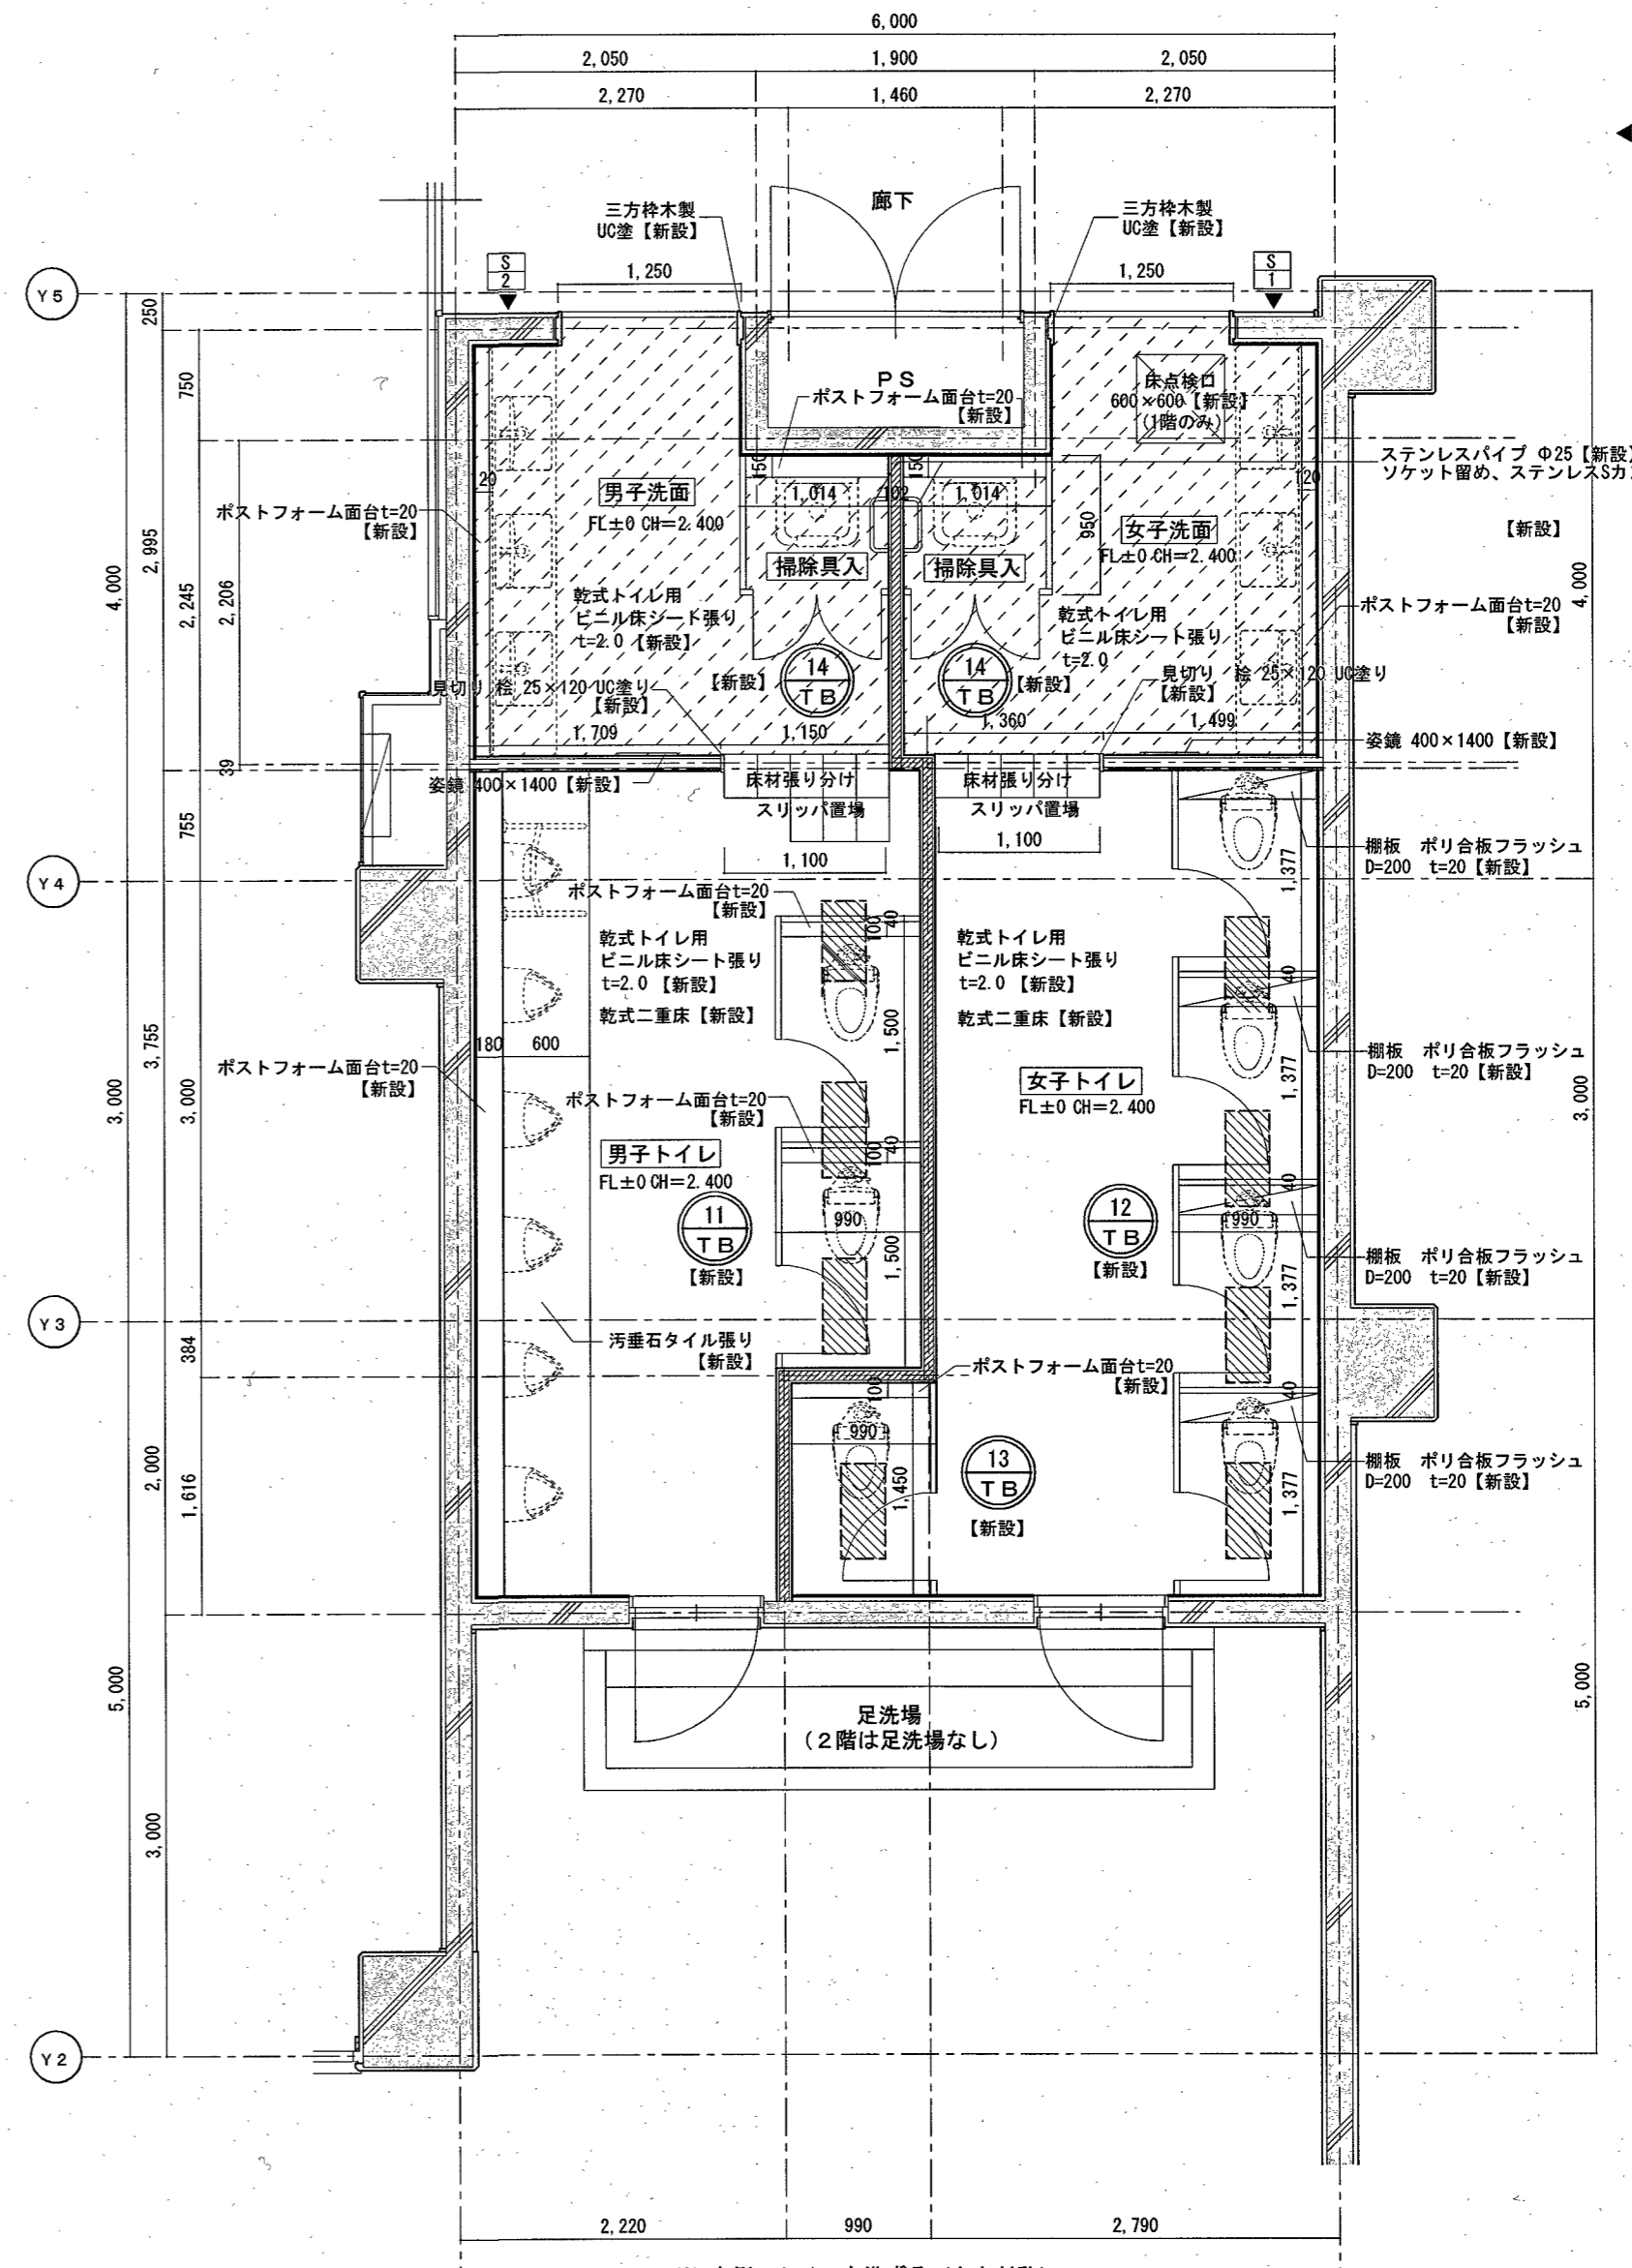 6,000
2,050
1,900
2,050
2,270
1,460
2,270
廊下
三方枠木製
UC塗【新設】
三方枠木製
UC塗【新設】
S
2
S
1
1,250
1,250
Y5
250
750
PS
ポストフォーム面台t=20
【新設】
床点検口
600×600【新設】
(1階のみ)
ステンレスパイプ Φ25【新設】
ソケット留め、ステンレスSカ
【新設】
150
150
120
男子洗面
FL±0 CH=2.400
1,014
102
1,014
950
女子洗面
FL±0 CH=2.400
ポストフォーム面台t=20
【新設】
掃除具入
掃除具入
4,000
2,995
2,245
2,206
4,000
乾式トイレ用
ビニル床シート張り
t=2.0【新設】
乾式トイレ用
ビニル床シート張り
t=2.0
ポストフォーム面台t=20
【新設】
14
TB
【新設】
14
TB
【新設】
見切り 桧 25×120 UC塗り
【新設】
見切り 桧 25×120 UC塗り
【新設】
1,709
1,150
1,360
1,499
姿鏡 400×1400【新設】
39
姿鏡 400×1400【新設】
床材張り分け
スリッパ置場
床材張り分け
スリッパ置場
1,100
1,100
755
棚板 ポリ合板フラッシュ
D=200 t=20【新設】
1,377
Y4
ポストフォーム面台t=20
【新設】
100
40
乾式トイレ用
ビニル床シート張り
t=2.0【新設】
乾式二重床【新設】
乾式トイレ用
ビニル床シート張り
t=2.0【新設】
乾式二重床【新設】
40
1,500
180
600
3,000
3,755
3,000
3,000
ポストフォーム面台t=20
【新設】
棚板 ポリ合板フラッシュ
D=200 t=20【新設】
1,377
女子トイレ
FL±0 CH=2.400
ポストフォーム面台t=20
【新設】
100
40
男子トイレ
FL±0 CH=2.400
11
TB
【新設】
990
1,500
12
TB
【新設】
40
990
棚板 ポリ合板フラッシュ
D=200 t=20【新設】
1,377
Y3
384
汚垂石タイル張り
【新設】
ポストフォーム面台t=20
【新設】
100
40
990
1,450
13
TB
【新設】
棚板 ポリ合板フラッシュ
D=200 t=20【新設】
1,377
2,000
1,616
5,000
5,000
足洗場
(2階は足洗場なし)
3,000
Y2
2,220
990
2,790